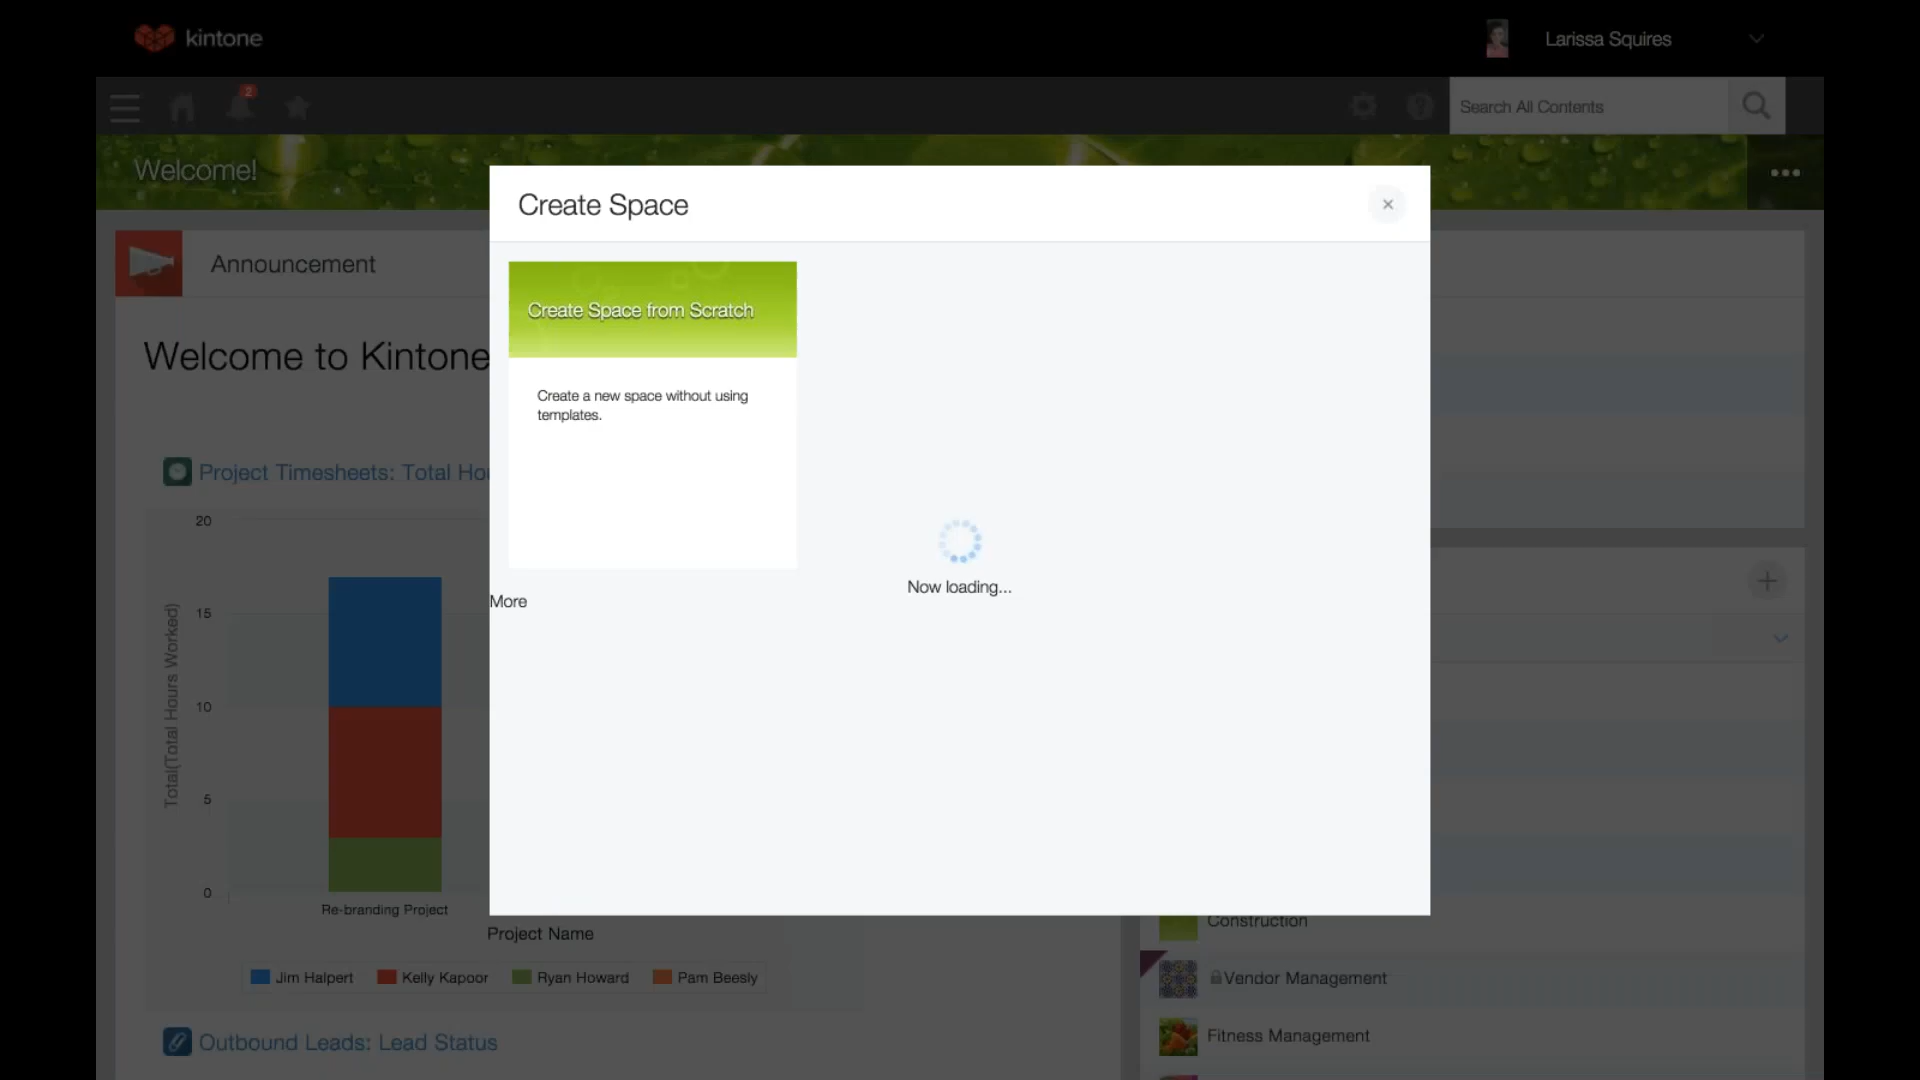 kintone
Larissa Squires
2
Search All Contents
Welcome!
Create Space
Announcement
Create Space from Scratch
Welcome to Kintone
Create a new space without using
templates.
Project Timesheets: Total Hou
20
15
10
5
0
Total(Total Hours Worked)
More
Now loading...
Re-branding Project
Project Name
Jim Halpert
Kelly Kapoor
Ryan Howard
Pam Beesly
Outbound Leads: Lead Status
Construction
Vendor Management
Fitness Management